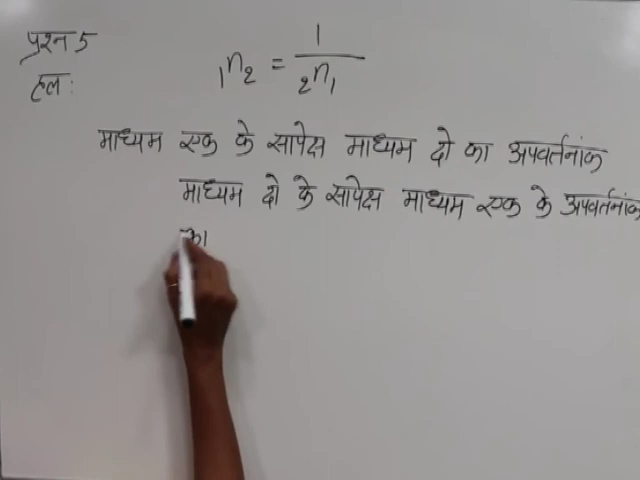 प्रश्न 5
हल :
₁n₂ = 1 / ₂n₁
माध्यम एक के सापेक्ष माध्यम दो का अपवर्तनांक
माध्यम दो के सापेक्ष माध्यम एक के अपवर्तनांक
का